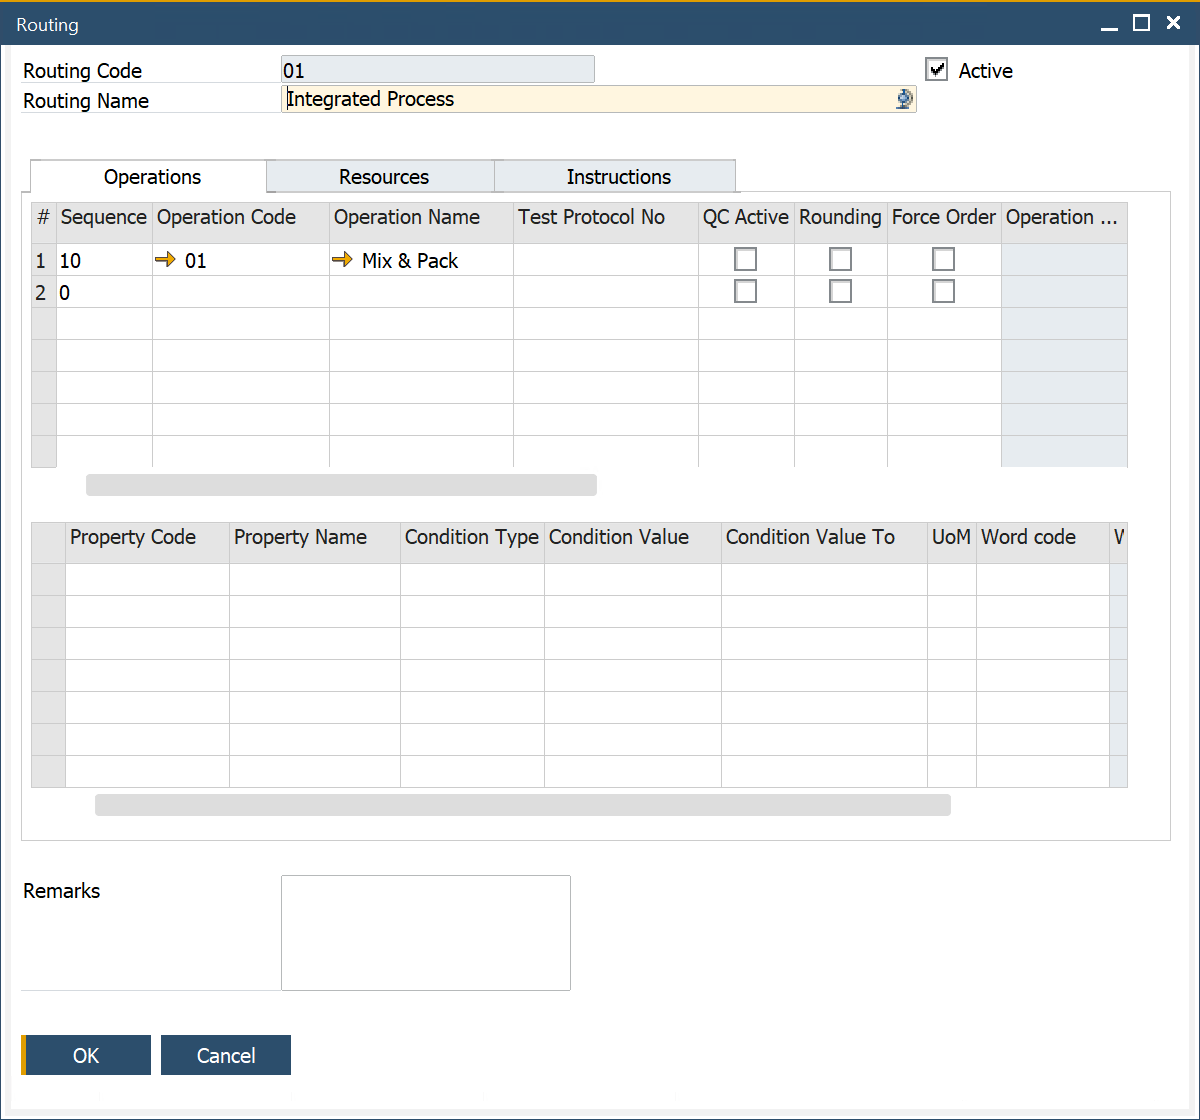 Routing
Routing Code 01 Active
Routing Name Integrated Process
Operations Resources Instructions
# Sequence Operation Code Operation Name Test Protocol No QC Active Rounding Force Order Operation ...
1 10 01 Mix & Pack
2 0
Property Code Property Name Condition Type Condition Value Condition Value To UoM Word code
Remarks
OK Cancel